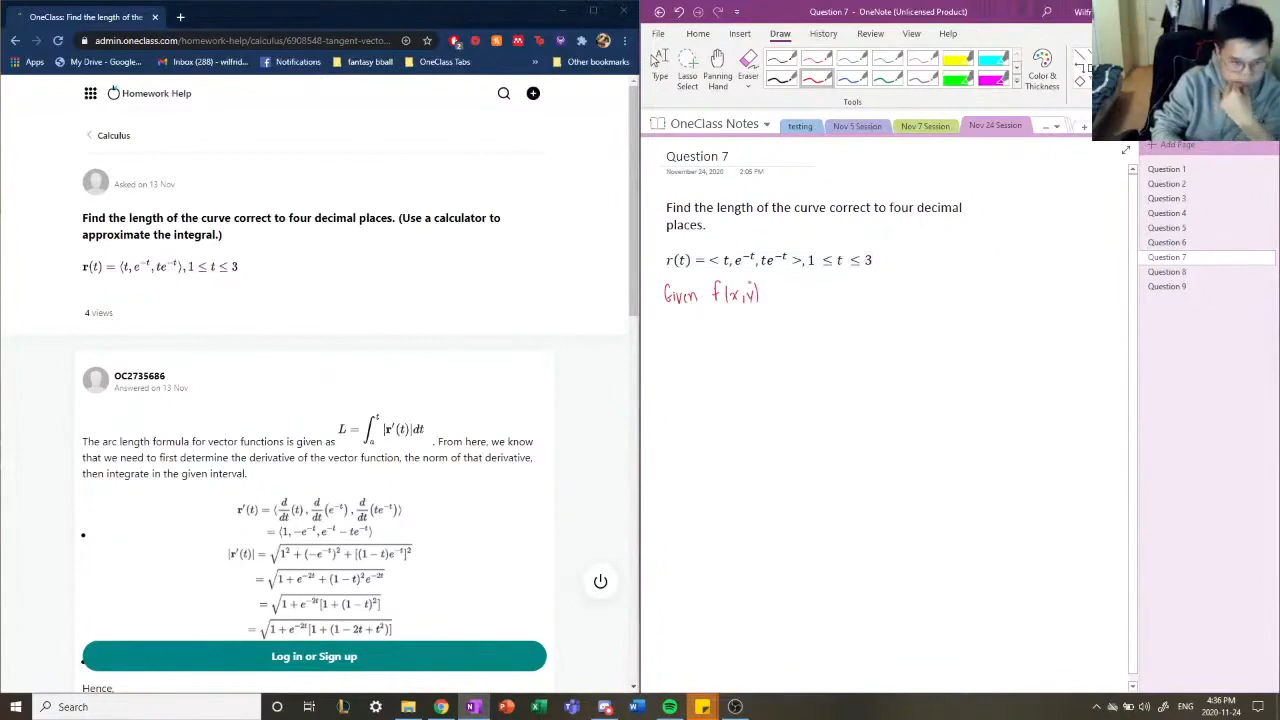 OneClass: Find the length of the
admin.oneclass.com/homework-help/calculus/6908548-tangent-vecto...
Apps
My Drive - Google...
Inbox (288) - wilfrid...
Notifications
fantasy bball
OneClass Tabs
»
Other bookmarks
Homework Help
Calculus
Asked on 13 Nov
Find the length of the curve correct to four decimal places. (Use a calculator to
approximate the integral.)
r(t) = ⟨t, e^{−t}, te^{−t}⟩, 1 ≤ t ≤ 3
4 views
OC2735686
Answered on 13 Nov
The arc length formula for vector functions is given as L = ∫_a^t |r′(t)|dt . From here, we know
that we need to first determine the derivative of the vector function, the norm of that derivative,
then integrate in the given interval.
r′(t) = ⟨d/dt (t), d/dt (e^{−t}), d/dt (te^{−t})⟩
= ⟨1, −e^{−t}, e^{−t} − te^{−t}⟩
|r′(t)| = √(1² + (−e^{−t})² + [(1 − t)e^{−t}]²)
= √(1 + e^{−2t} + (1 − t)²e^{−2t})
= √(1 + e^{−2t}[1 + (1 − t)²])
= √(1 + e^{−2t}[1 + (1 − 2t + t²)])
Log in or Sign up
Hence,
Question 7 - OneNote (Unlicensed Product)
Wilfr
File
Home
Insert
Draw
History
Review
View
Help
Type
Lasso Select
Panning Hand
Eraser
Color & Thickness
Sha
Tools
OneClass Notes
testing
Nov 5 Session
Nov 7 Session
Nov 24 Session
Add Page
Question 7
November 24, 2020
2:05 PM
Find the length of the curve correct to four decimal
places.
r(t) = < t, e^{−t}, te^{−t} >, 1 ≤ t ≤ 3
Given f(x,y)
Question 1
Question 2
Question 3
Question 4
Question 5
Question 6
Question 7
Question 8
Question 9
Search
ENG
4:36 PM
2020-11-24